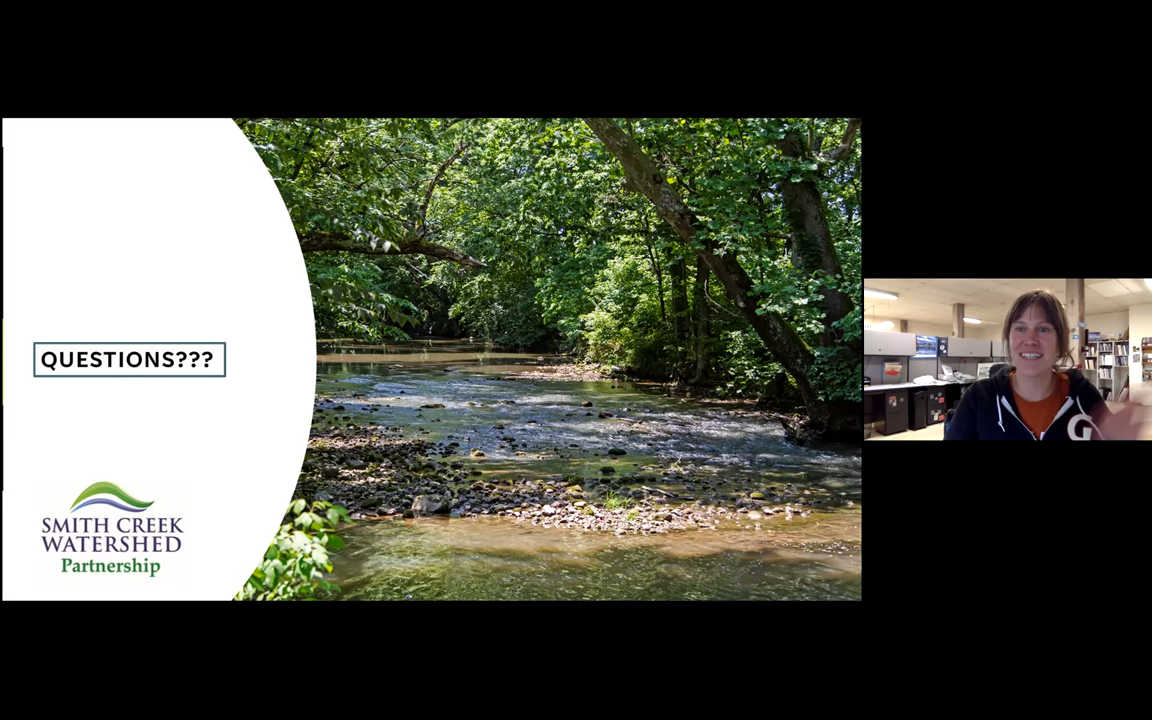 QUESTIONS???
SMITH CREEK
WATERSHED
Partnership
G